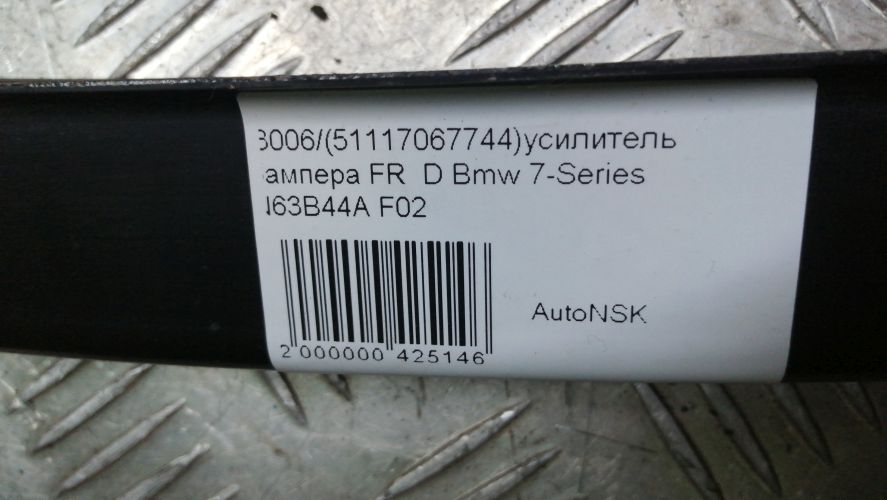 3006/(51117067744)усилитель
ампера FR D Bmw 7-Series
N63B44A F02
AutoNSK
2 000000 425146